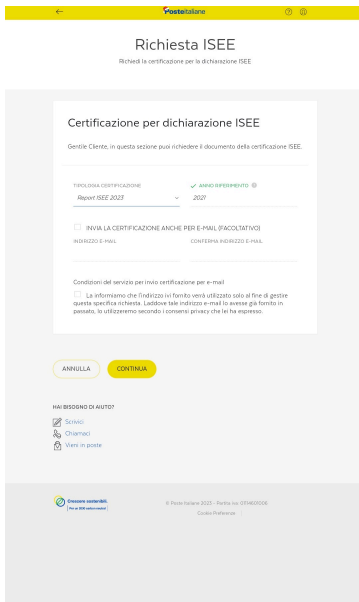 Posteitaliane
Richiesta ISEE
Richiedi la certificazione per la dichiarazione ISEE
Certificazione per dichiarazione ISEE
Gentile Cliente, in questa sezione puoi richiedere il documento della certificazione ISEE.
TIPOLOGIA CERTIFICAZIONE
ANNO RIFERIMENTO
Report ISEE 2023
2021
INVIA LA CERTIFICAZIONE ANCHE PER E-MAIL (FACOLTATIVO)
INDIRIZZO E-MAIL
CONFERMA INDIRIZZO E-MAIL
Condizioni del servizio per invio certificazione per e-mail
La informiamo che l'indirizzo ivi fornito verrà utilizzato solo al fine di gestire
questa specifica richiesta. Laddove tale indirizzo e-mail lo avesse già fornito in
passato, lo utilizzeremo secondo i consensi privacy che lei ha espresso.
ANNULLA
CONTINUA
HAI BISOGNO DI AIUTO?
Scrivici
Chiamaci
Vieni in poste
Crescere sostenibili
© Poste Italiane 2023 - Partita iva: 01114601006
Cookie Preferenze